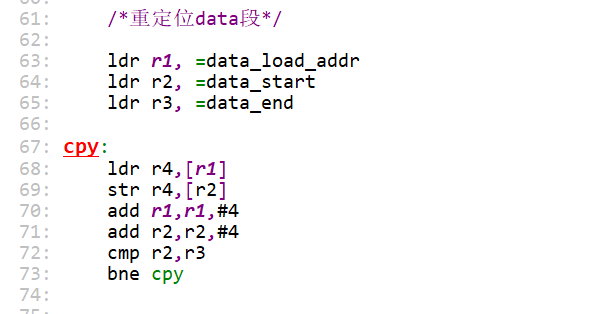 61: /*重定位data段*/
62:
63: ldr r1, =data_load_addr
64: ldr r2, =data_start
65: ldr r3, =data_end
66:
67: cpy:
68: ldr r4,[r1]
69: str r4,[r2]
70: add r1,r1,#4
71: add r2,r2,#4
72: cmp r2,r3
73: bne cpy
74: